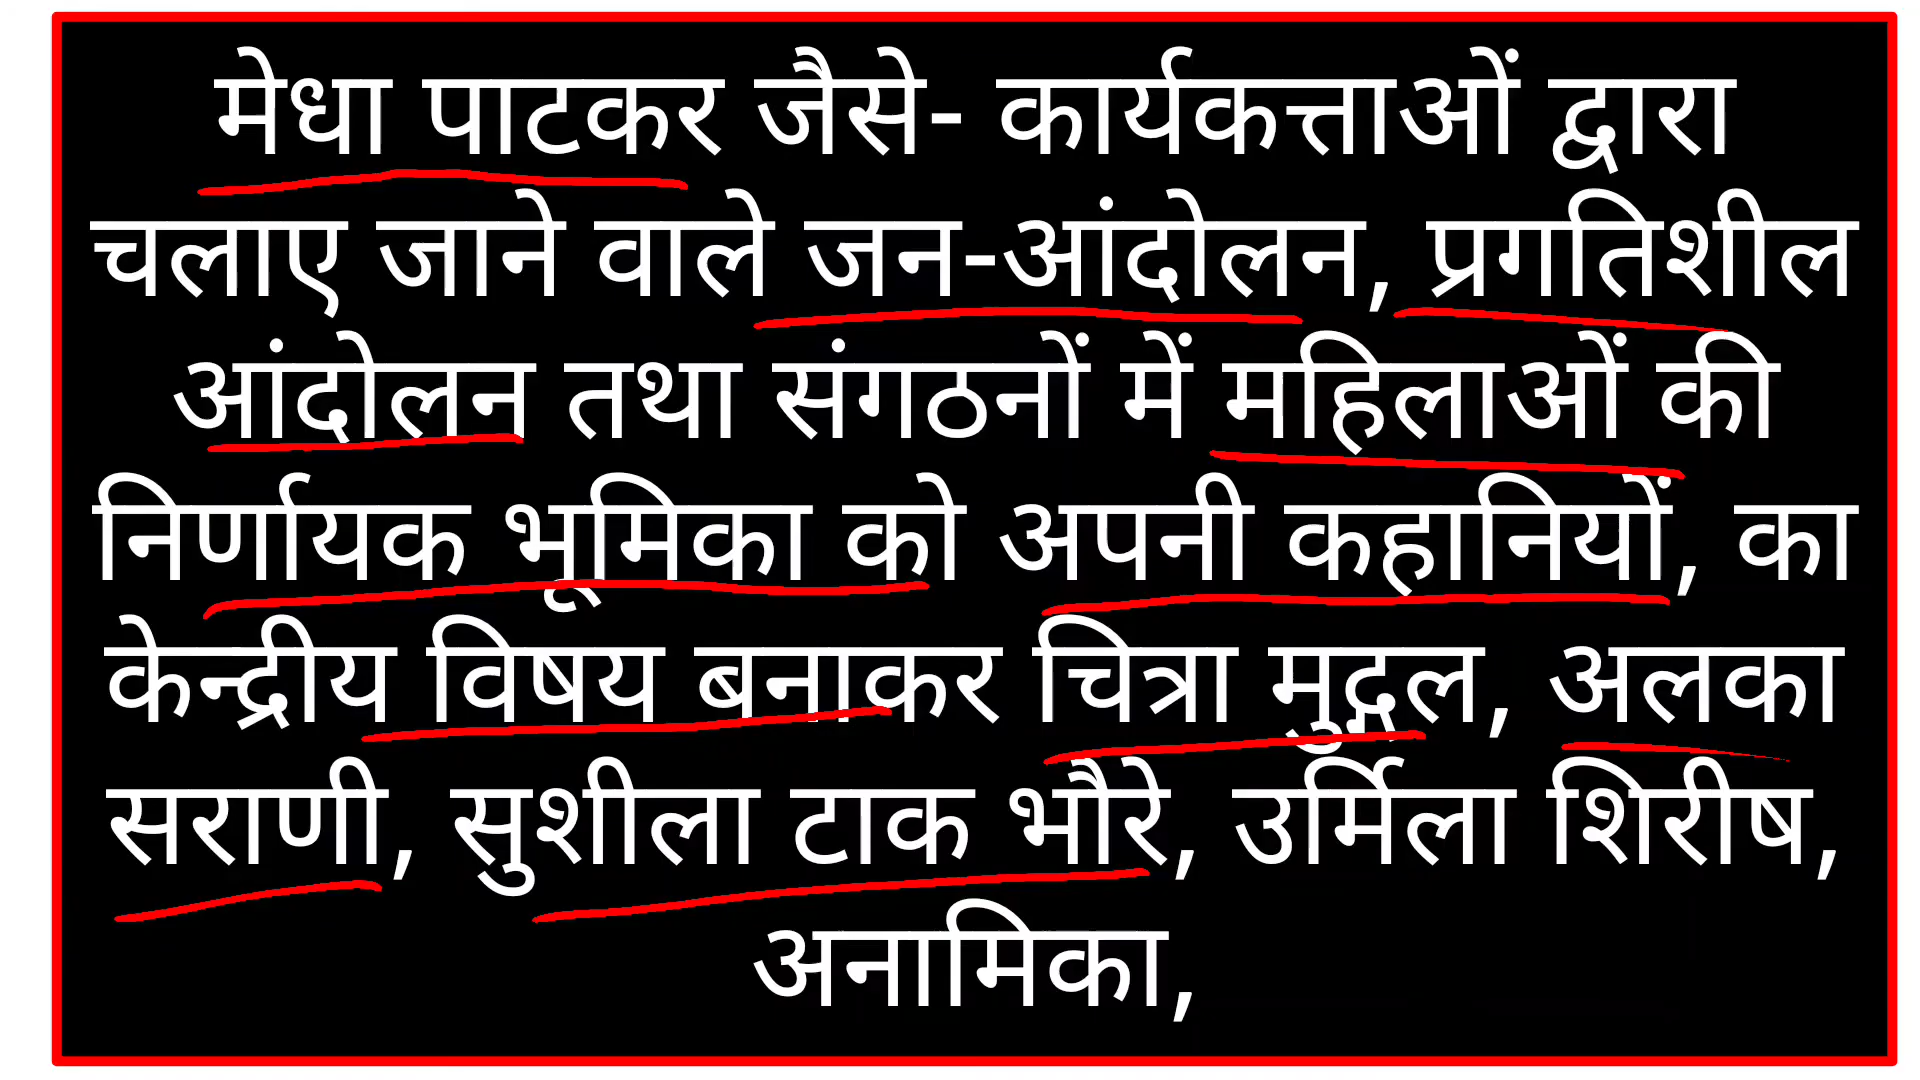 मेधा पाटकर जैसे- कार्यकत्ताओं द्वारा
चलाए जाने वाले जन-आंदोलन, प्रगतिशील
आंदोलन तथा संगठनों में महिलाओं की
निर्णायक भूमिका को अपनी कहानियों, का
केन्द्रीय विषय बनाकर चित्रा मुद्गल, अलका
सराणी, सुशीला टाक भौरे, उर्मिला शिरीष,
अनामिका,